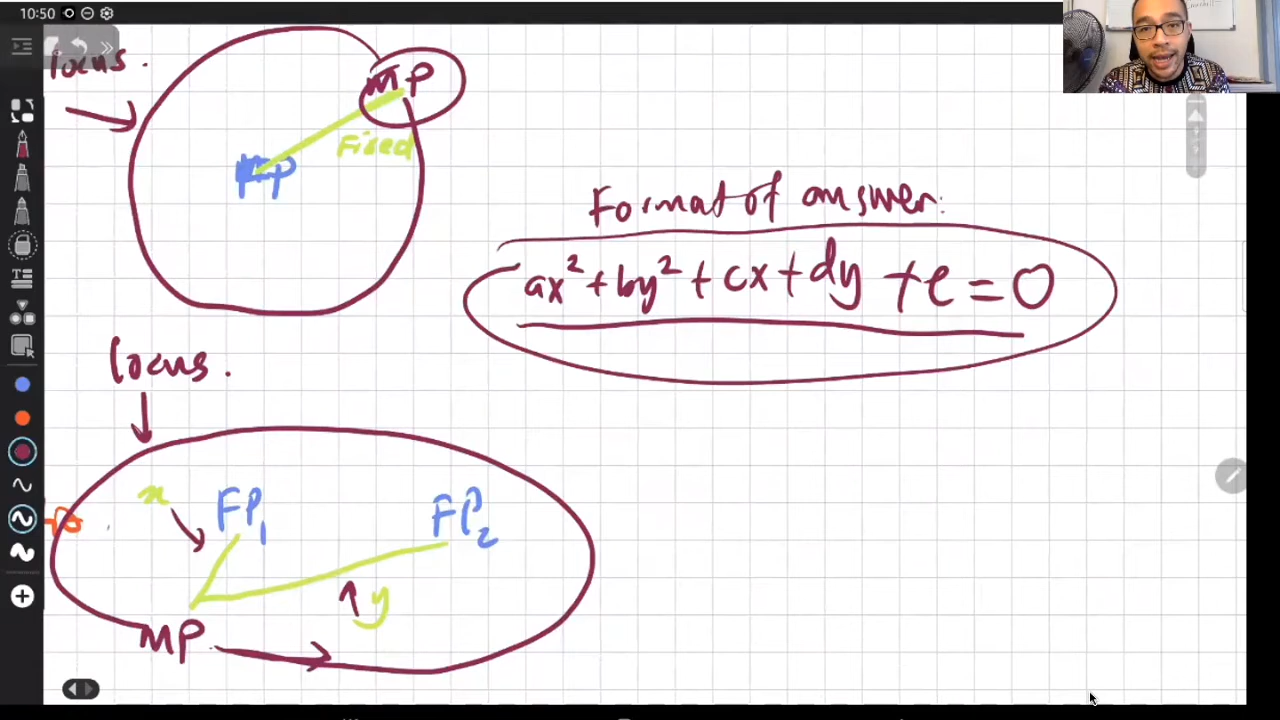 10:50
locus.
MP
Fixed
FP
Format of answer:
ax² + by² + cx + dy + e = 0
locus.
x
FP₁
FP₂
y
MP